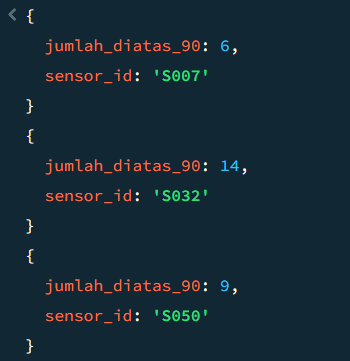 {
jumlah_diatas_90: 6,
sensor_id: 'S007'
}
{
jumlah_diatas_90: 14,
sensor_id: 'S032'
}
{
jumlah_diatas_90: 9,
sensor_id: 'S050'
}